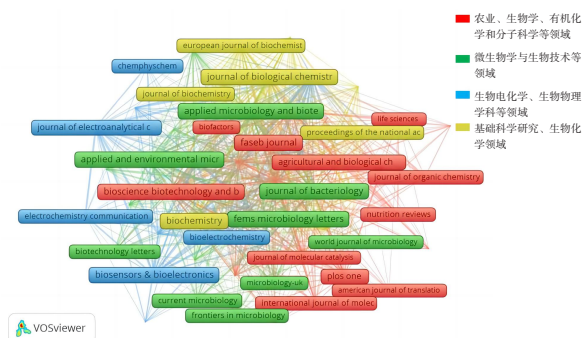 european journal of biochemist
chemphyschem
journal of biological chemistr
journal of biochemistry
applied microbiology and biote
life sciences
journal of electroanalytical c
biofactors
proceedings of the national ac
faseb journal
applied and environmental micr
agricultural and biological ch
journal of organic chemistry
bioscience biotechnology and b
journal of bacteriology
electrochemistry communication
biochemistry
fems microbiology letters
nutrition reviews
bioelectrochemistry
world journal of microbiology
biotechnology letters
journal of molecular catalysis
biosensors & bioelectronics
plos one
microbiology-uk
american journal of translatio
current microbiology
international journal of molec
frontiers in microbiology
VOSviewer
农业、生物学、有机化
学和分子科学等领域
微生物学与生物技术等
领域
生物电化学、生物物理
学科等领域
基础科学研究、生物化
学领域